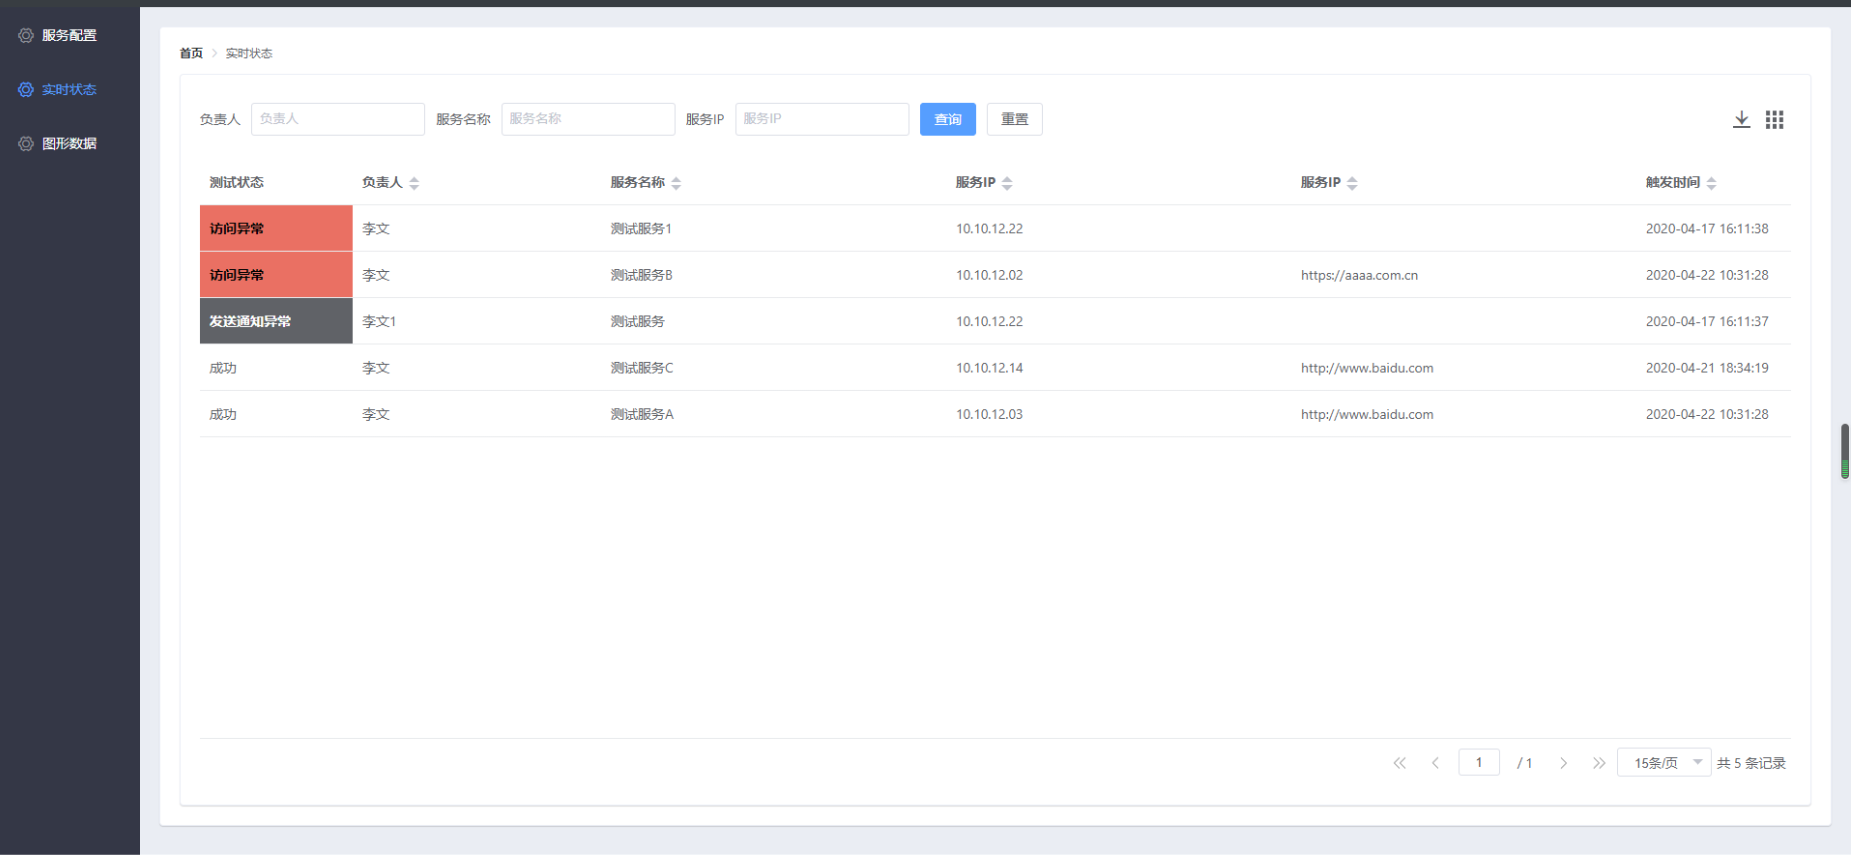 服务配置
实时状态
图形数据
首页 > 实时状态
负责人 负责人 服务名称 服务名称 服务IP 服务IP 查询 重置
测试状态 负责人 服务名称 服务IP 服务IP 触发时间
访问异常 李文 测试服务1 10.10.12.22 2020-04-17 16:11:38
访问异常 李文 测试服务B 10.10.12.02 https://aaaa.com.cn 2020-04-22 10:31:28
发送通知异常 李文1 测试服务 10.10.12.22 2020-04-17 16:11:37
成功 李文 测试服务C 10.10.12.14 http://www.baidu.com 2020-04-21 18:34:19
成功 李文 测试服务A 10.10.12.03 http://www.baidu.com 2020-04-22 10:31:28
1 / 1 15条/页 共 5 条记录